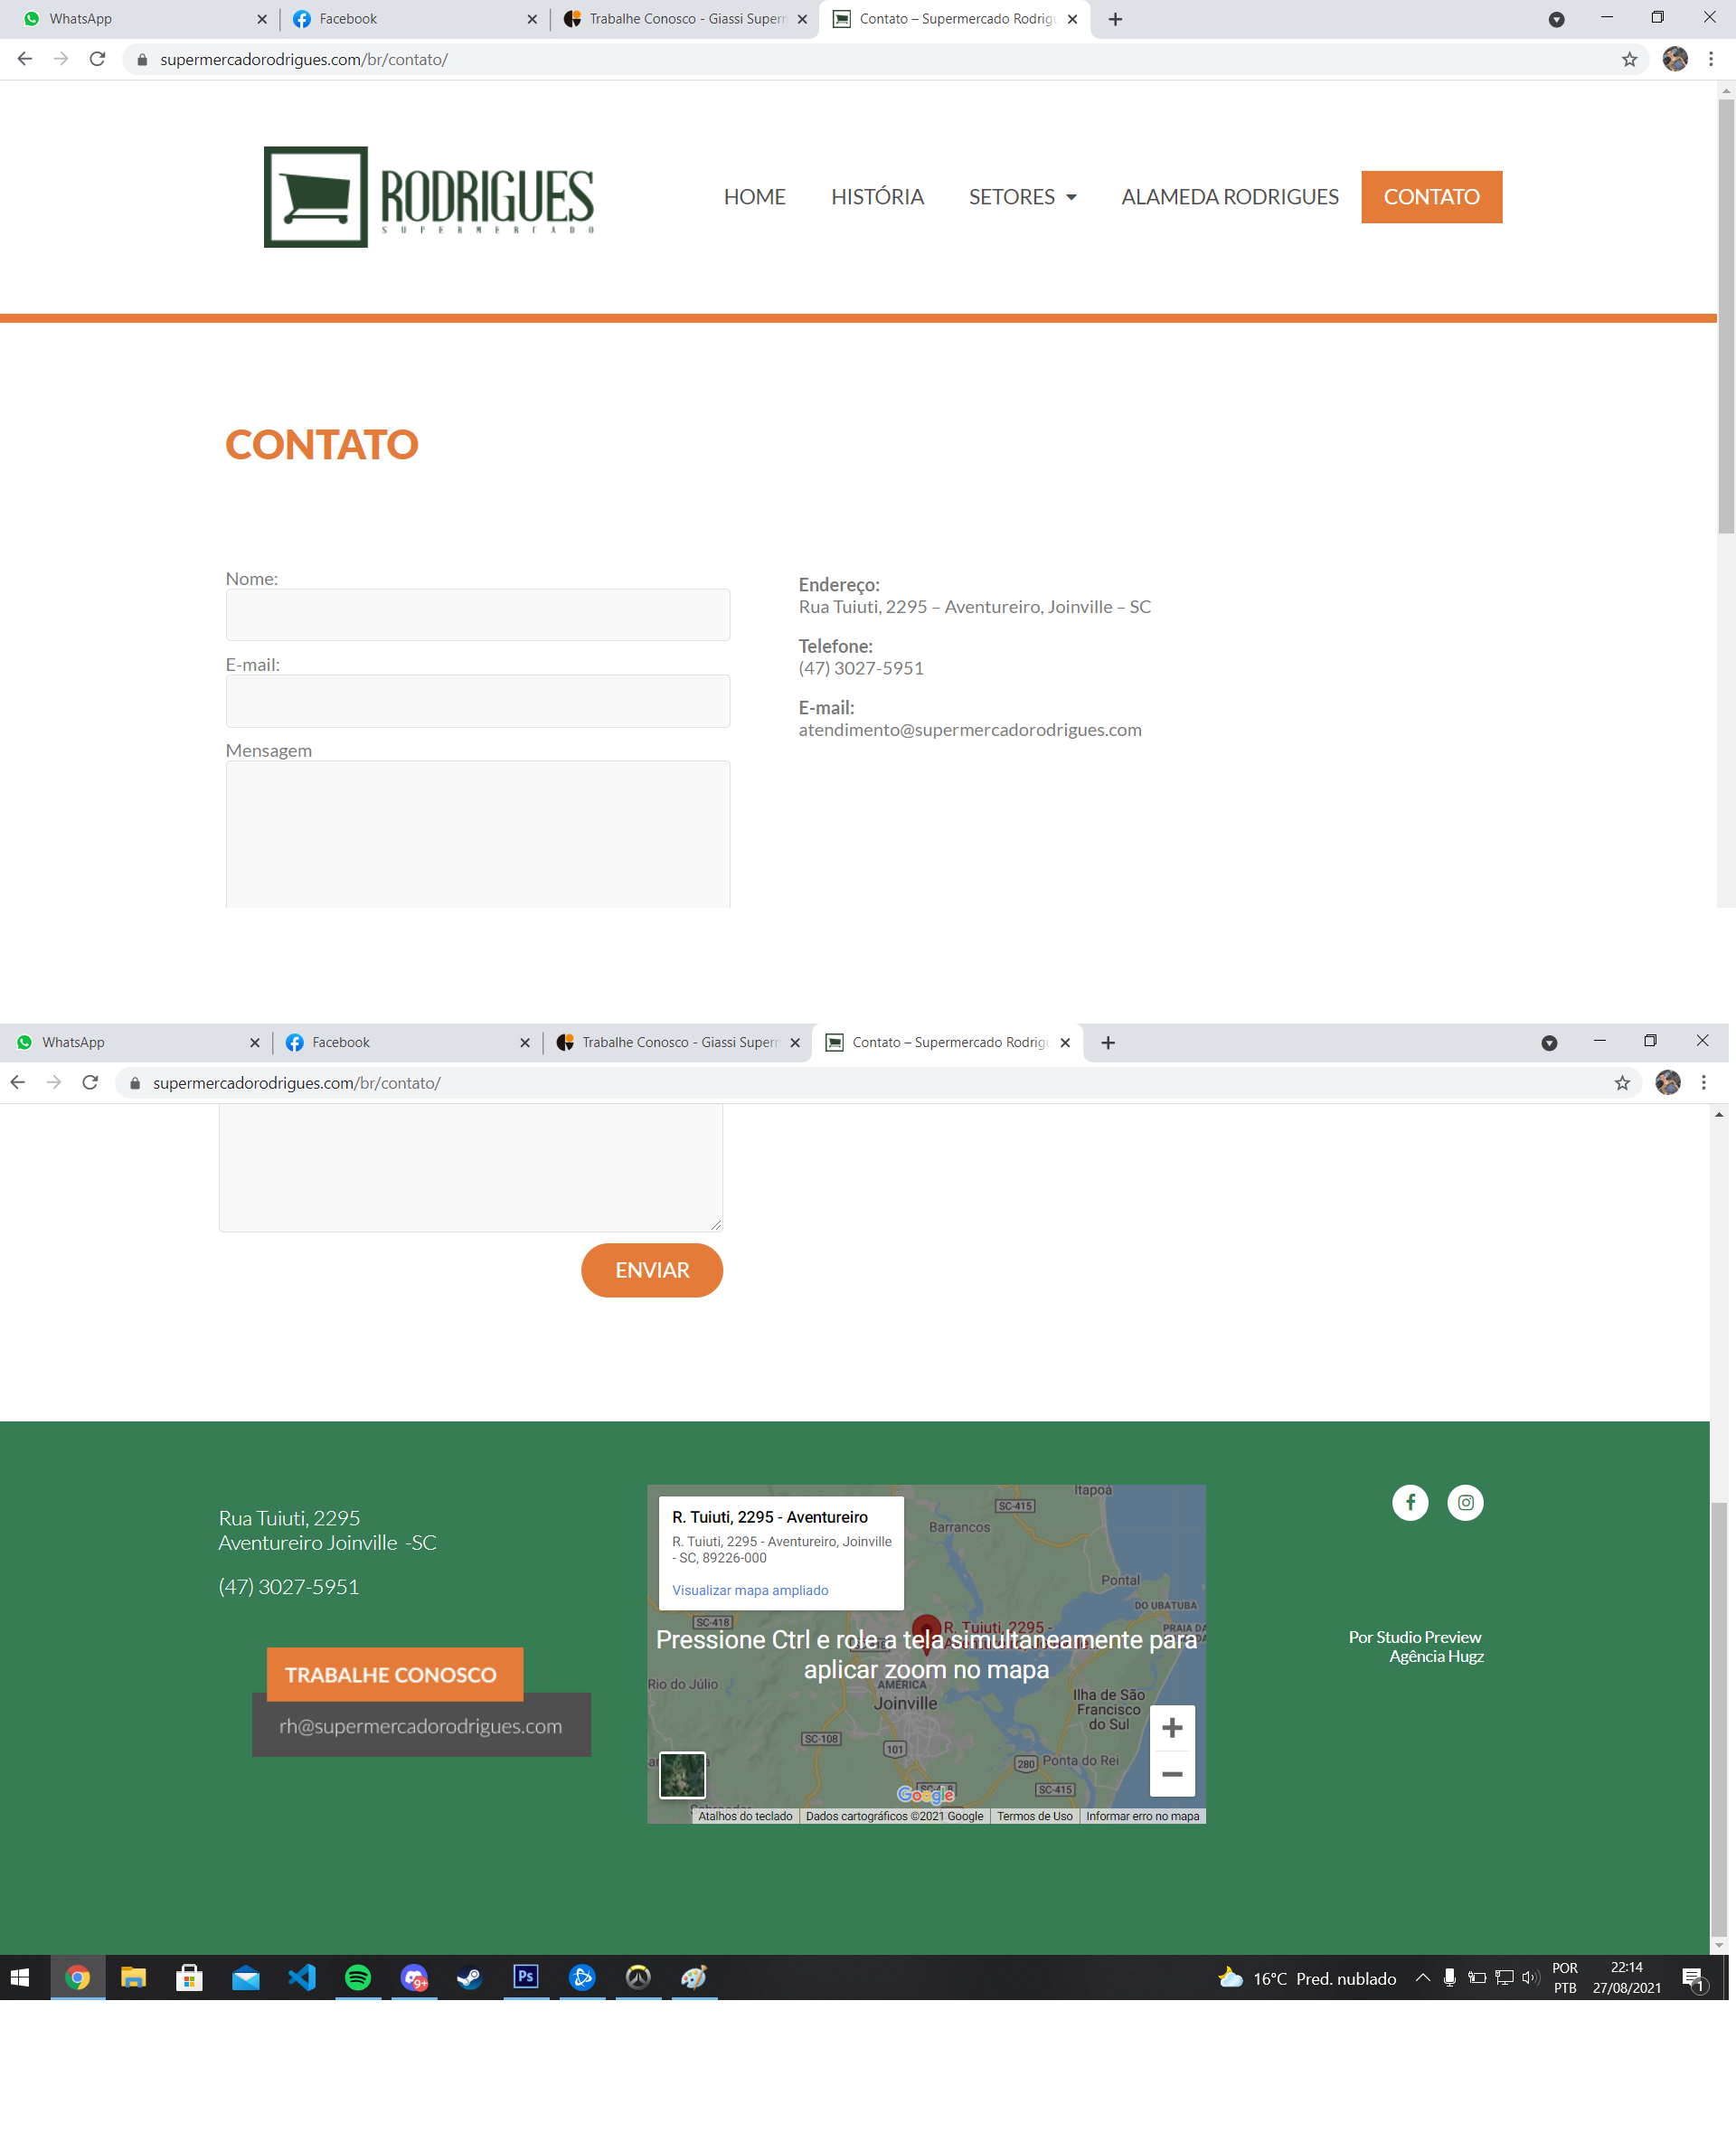 WhatsApp
Facebook
Trabalhe Conosco - Giassi Superm
Contato – Supermercado Rodrigu
supermercadorodrigues.com/br/contato/
RODRIGUES
SUPERMERCADO
HOME
HISTÓRIA
SETORES
ALAMEDA RODRIGUES
CONTATO
CONTATO
Nome:
E-mail:
Mensagem
Endereço:
Rua Tuiuti, 2295 – Aventureiro, Joinville – SC
Telefone:
(47) 3027-5951
E-mail:
atendimento@supermercadorodrigues.com
WhatsApp
Facebook
Trabalhe Conosco - Giassi Superm
Contato – Supermercado Rodrigu
supermercadorodrigues.com/br/contato/
ENVIAR
Rua Tuiuti, 2295
Aventureiro Joinville -SC
(47) 3027-5951
TRABALHE CONOSCO
rh@supermercadorodrigues.com
R. Tuiuti, 2295 - Aventureiro
R. Tuiuti, 2295 - Aventureiro, Joinville
- SC, 89226-000
Visualizar mapa ampliado
Itapoá
SC-415
Barrancos
Pontal
DO UBATUBA
PRAIA DA
SC-418
R. Tuiuti, 2295 -
Pressione Ctrl e role a tela simultaneamente para
aplicar zoom no mapa
Rio do Júlio
AMÉRICA
Joinville
Ilha de São
Francisco
do Sul
SC-108
101
280
Ponta do Rei
SC-415
Google
Atalhos do teclado
Dados cartográficos ©2021 Google
Termos de Uso
Informar erro no mapa
Por Studio Preview
Agência Hugz
Ps
9+
16°C Pred. nublado
POR
PTB
22:14
27/08/2021
1